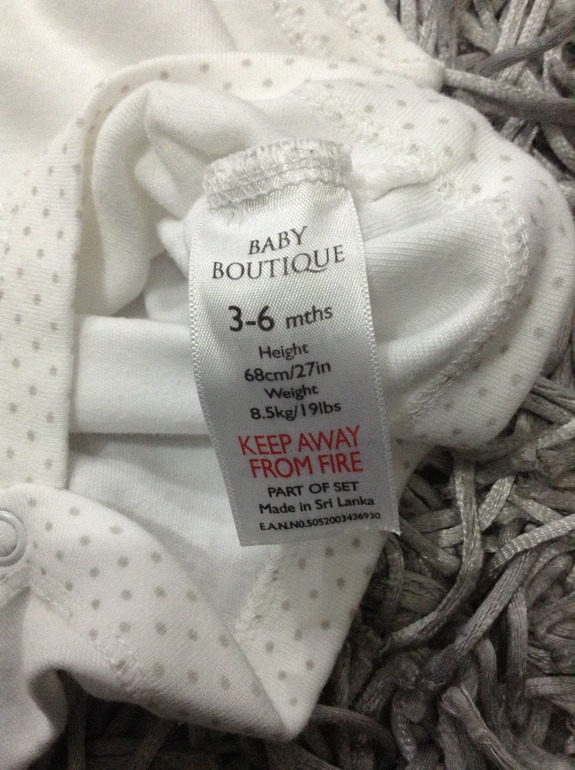 BABY
BOUTIQUE
3-6 mths
Height
68cm/27in
Weight
8.5kg/19lbs
KEEP AWAY
FROM FIRE
PART OF SET
Made in Sri Lanka
E.A.N.N0.5052003436930